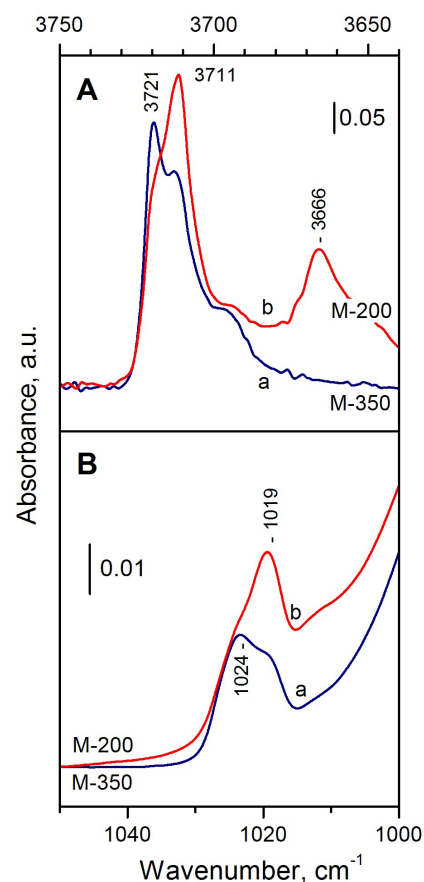 3750 3700 3650
A
3721
3711
0.05
- 3666
b
M-200
a
M-350
Absorbance, a.u.
B
- 1019
0.01
1024 -
b
a
M-200
M-350
1040 1020 1000
Wavenumber, cm⁻¹